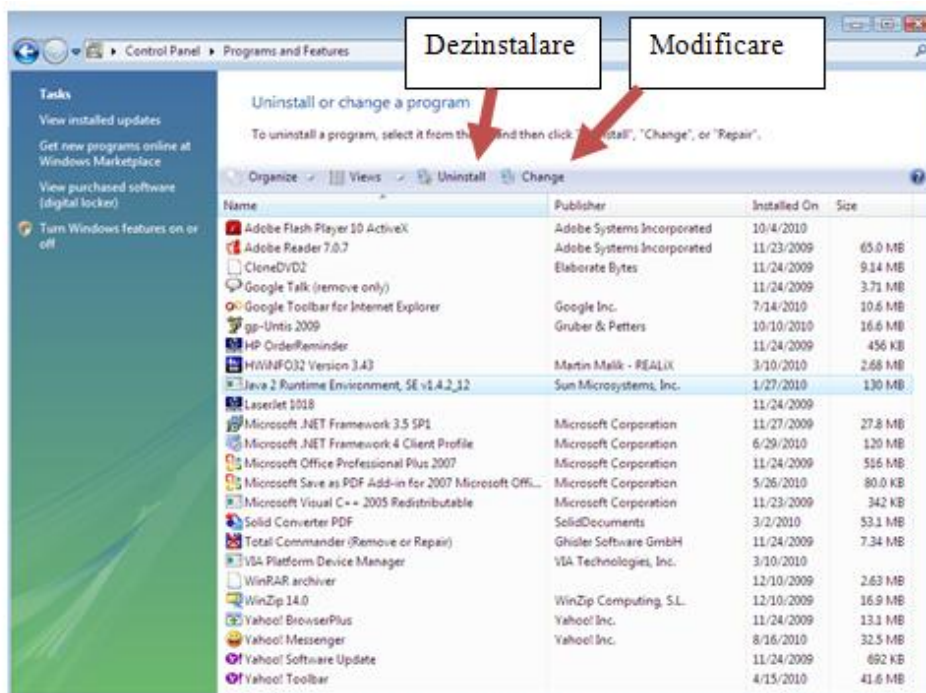 Dezinstalare
Modificare
Control Panel ▸ Programs and Features
Tasks
View installed updates
Get new programs online at
Windows Marketplace
View purchased software
(digital locker)
Turn Windows features on or
off
Uninstall or change a program
To uninstall a program, select it from the and then click "Uninstall", "Change", or "Repair".
Organize Views Uninstall Change
Name Publisher Installed On Size
Adobe Flash Player 10 ActiveX Adobe Systems Incorporated 10/4/2010
Adobe Reader 7.0.7 Adobe Systems Incorporated 11/23/2009 65.0 MB
CloneDVD2 Elaborate Bytes 11/24/2009 9.14 MB
Google Talk (remove only) 11/24/2009 3.71 MB
Google Toolbar for Internet Explorer Google Inc. 7/14/2010 10.6 MB
gp-Untis 2009 Gruber & Petters 10/10/2010 16.6 MB
HP OrderReminder 11/24/2009 456 KB
HWiNFO32 Version 3.43 Martin Malik - REALiX 3/10/2010 2.68 MB
Java 2 Runtime Environment, SE v1.4.2_12 Sun Microsystems, Inc. 1/27/2010 130 MB
LaserJet 1018 11/24/2009
Microsoft .NET Framework 3.5 SP1 Microsoft Corporation 11/27/2009 27.8 MB
Microsoft .NET Framework 4 Client Profile Microsoft Corporation 6/29/2010 120 MB
Microsoft Office Professional Plus 2007 Microsoft Corporation 11/24/2009 516 MB
Microsoft Save as PDF Add-in for 2007 Microsoft Offi... Microsoft Corporation 5/26/2010 80.0 KB
Microsoft Visual C++ 2005 Redistributable Microsoft Corporation 11/23/2009 342 KB
Solid Converter PDF SolidDocuments 3/2/2010 53.1 MB
Total Commander (Remove or Repair) Ghisler Software GmbH 11/24/2009 7.34 MB
VIA Platform Device Manager VIA Technologies, Inc. 3/10/2010
WinRAR archiver 12/10/2009 2.63 MB
WinZip 14.0 WinZip Computing, S.L. 12/10/2009 16.9 MB
Yahoo! BrowserPlus Yahoo! Inc. 11/24/2009 13.1 MB
Yahoo! Messenger Yahoo! Inc. 8/16/2010 32.5 MB
Yahoo! Software Update 11/24/2009 692 KB
Yahoo! Toolbar 4/15/2010 41.6 MB